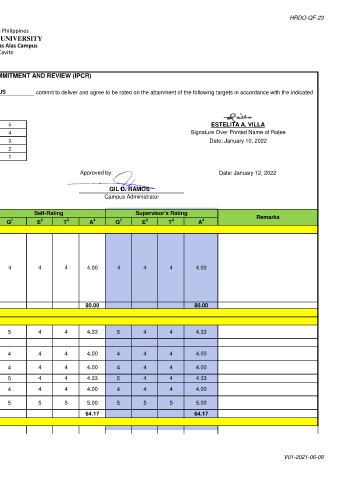 HRDO-QF-23
Philippines
UNIVERSITY
as Alas Campus
Cavite
MMITMENT AND REVIEW (IPCR)
US commit to deliver and agree to be rated on the attainment of the following targets in accordance with the indicated
ESTELITA A. VILLA
5
Signature Over Printed Name of Ratee
4
Date: January 10, 2022
3
2
1
Approved by:
Date: January 12, 2022
GIL D. RAMOS
Campus Administrator
Self-Rating Supervisor's Rating Remarks
Q¹ E² T³ A⁴ Q¹ E² T³ A⁴
4 4 4 4.00 4 4 4 4.00
80.00 80.00
5 4 4 4.33 5 4 4 4.33
4 4 4 4.00 4 4 4 4.00
4 4 4 4.00 4 4 4 4.00
5 4 4 4.33 5 4 4 4.33
4 4 4 4.00 4 4 4 4.00
5 5 5 5.00 5 5 5 5.00
64.17 64.17
V01-2021-06-08